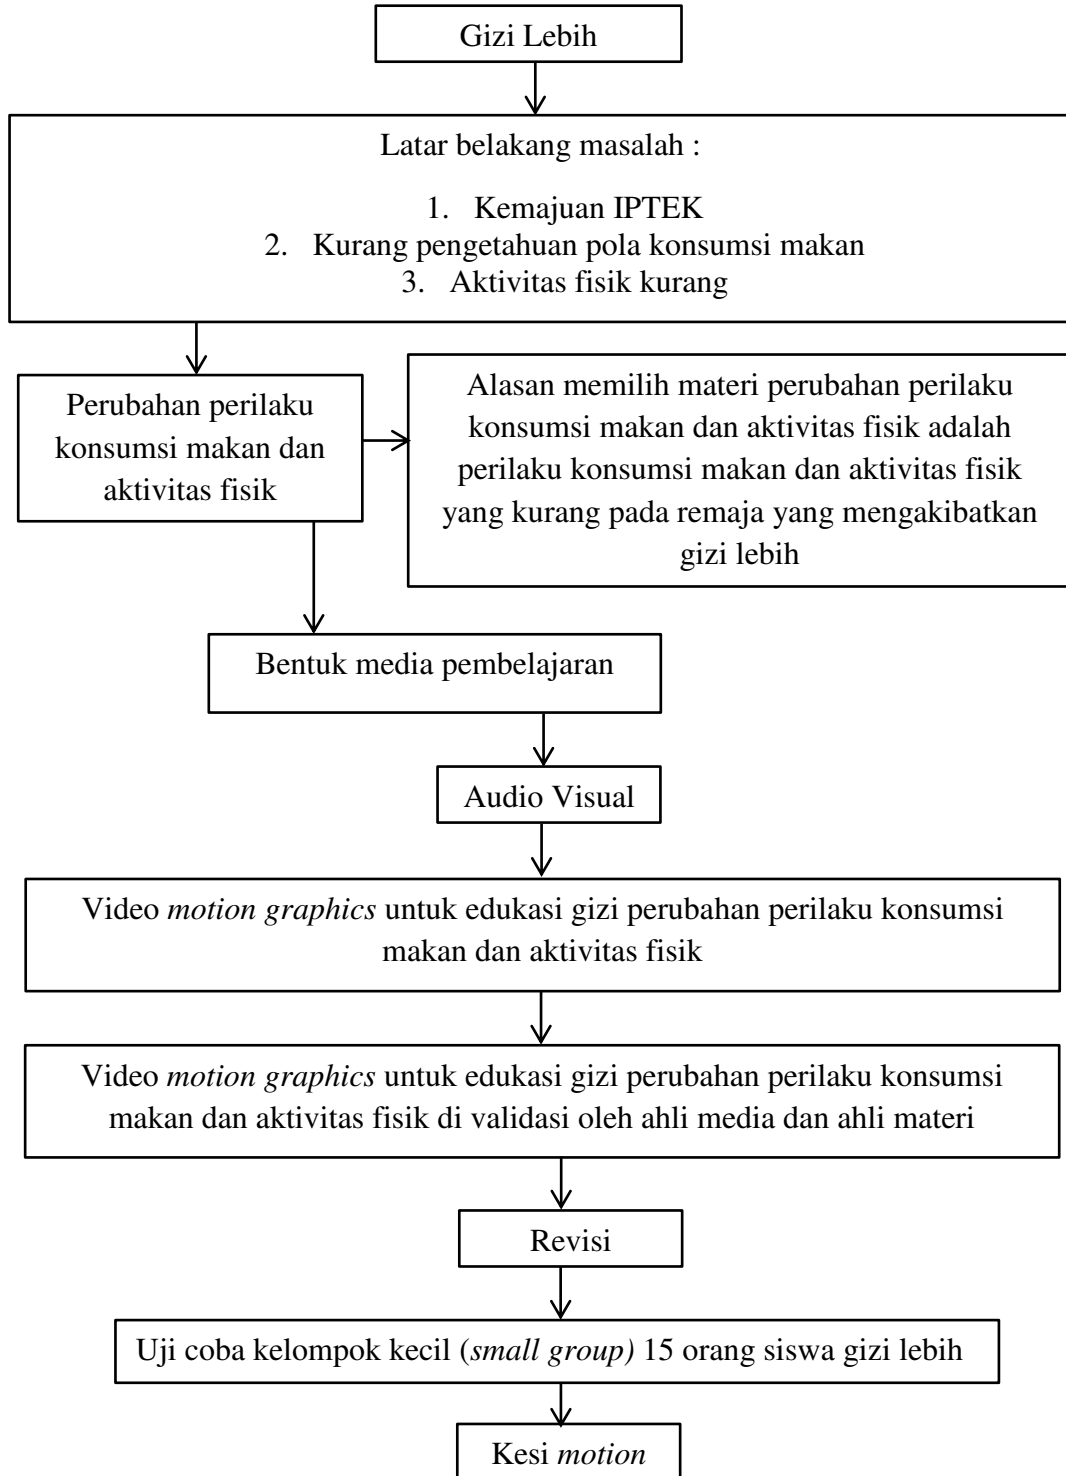 Gizi Lebih
Latar belakang masalah :
1. Kemajuan IPTEK
2. Kurang pengetahuan pola konsumsi makan
3. Aktivitas fisik kurang
Perubahan perilaku
konsumsi makan dan
aktivitas fisik
Alasan memilih materi perubahan perilaku
konsumsi makan dan aktivitas fisik adalah
perilaku konsumsi makan dan aktivitas fisik
yang kurang pada remaja yang mengakibatkan
gizi lebih
Bentuk media pembelajaran
Audio Visual
Video motion graphics untuk edukasi gizi perubahan perilaku konsumsi
makan dan aktivitas fisik
Video motion graphics untuk edukasi gizi perubahan perilaku konsumsi
makan dan aktivitas fisik di validasi oleh ahli media dan ahli materi
Revisi
Uji coba kelompok kecil (small group) 15 orang siswa gizi lebih
Kesi motion